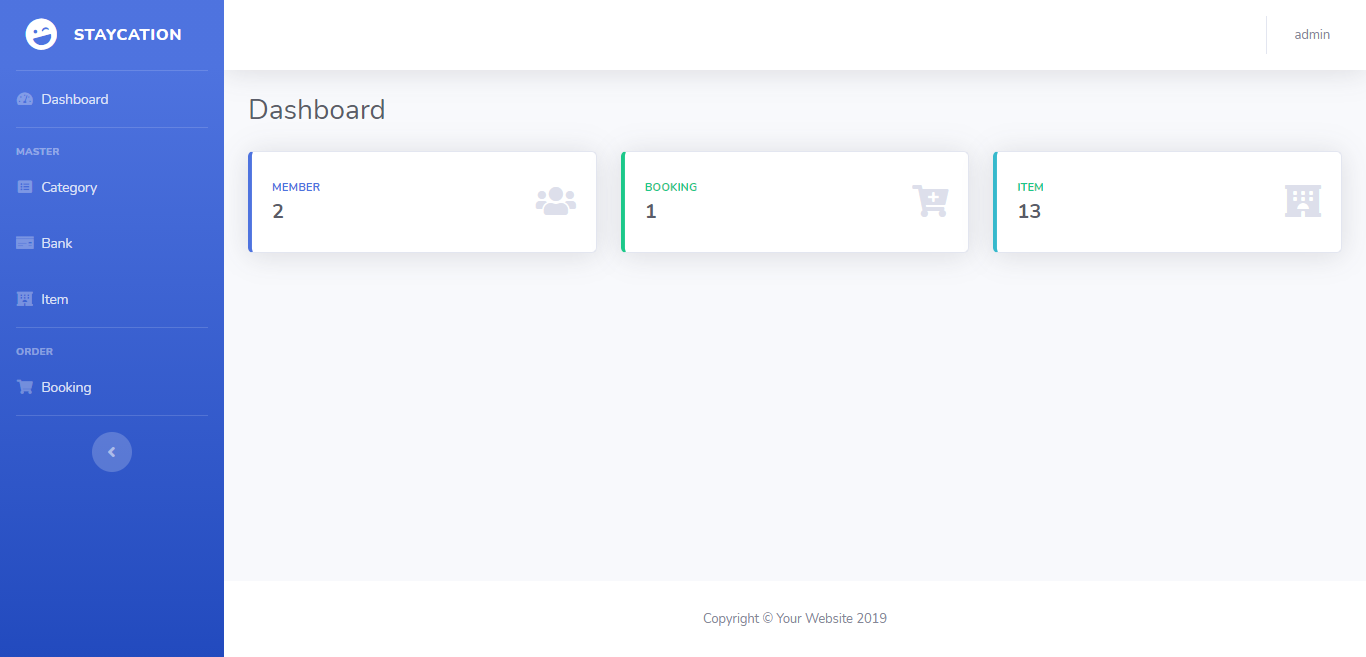 STAYCATION
Dashboard
MASTER
Category
Bank
Item
ORDER
Booking
admin
Dashboard
MEMBER
2
BOOKING
1
ITEM
13
Copyright © Your Website 2019